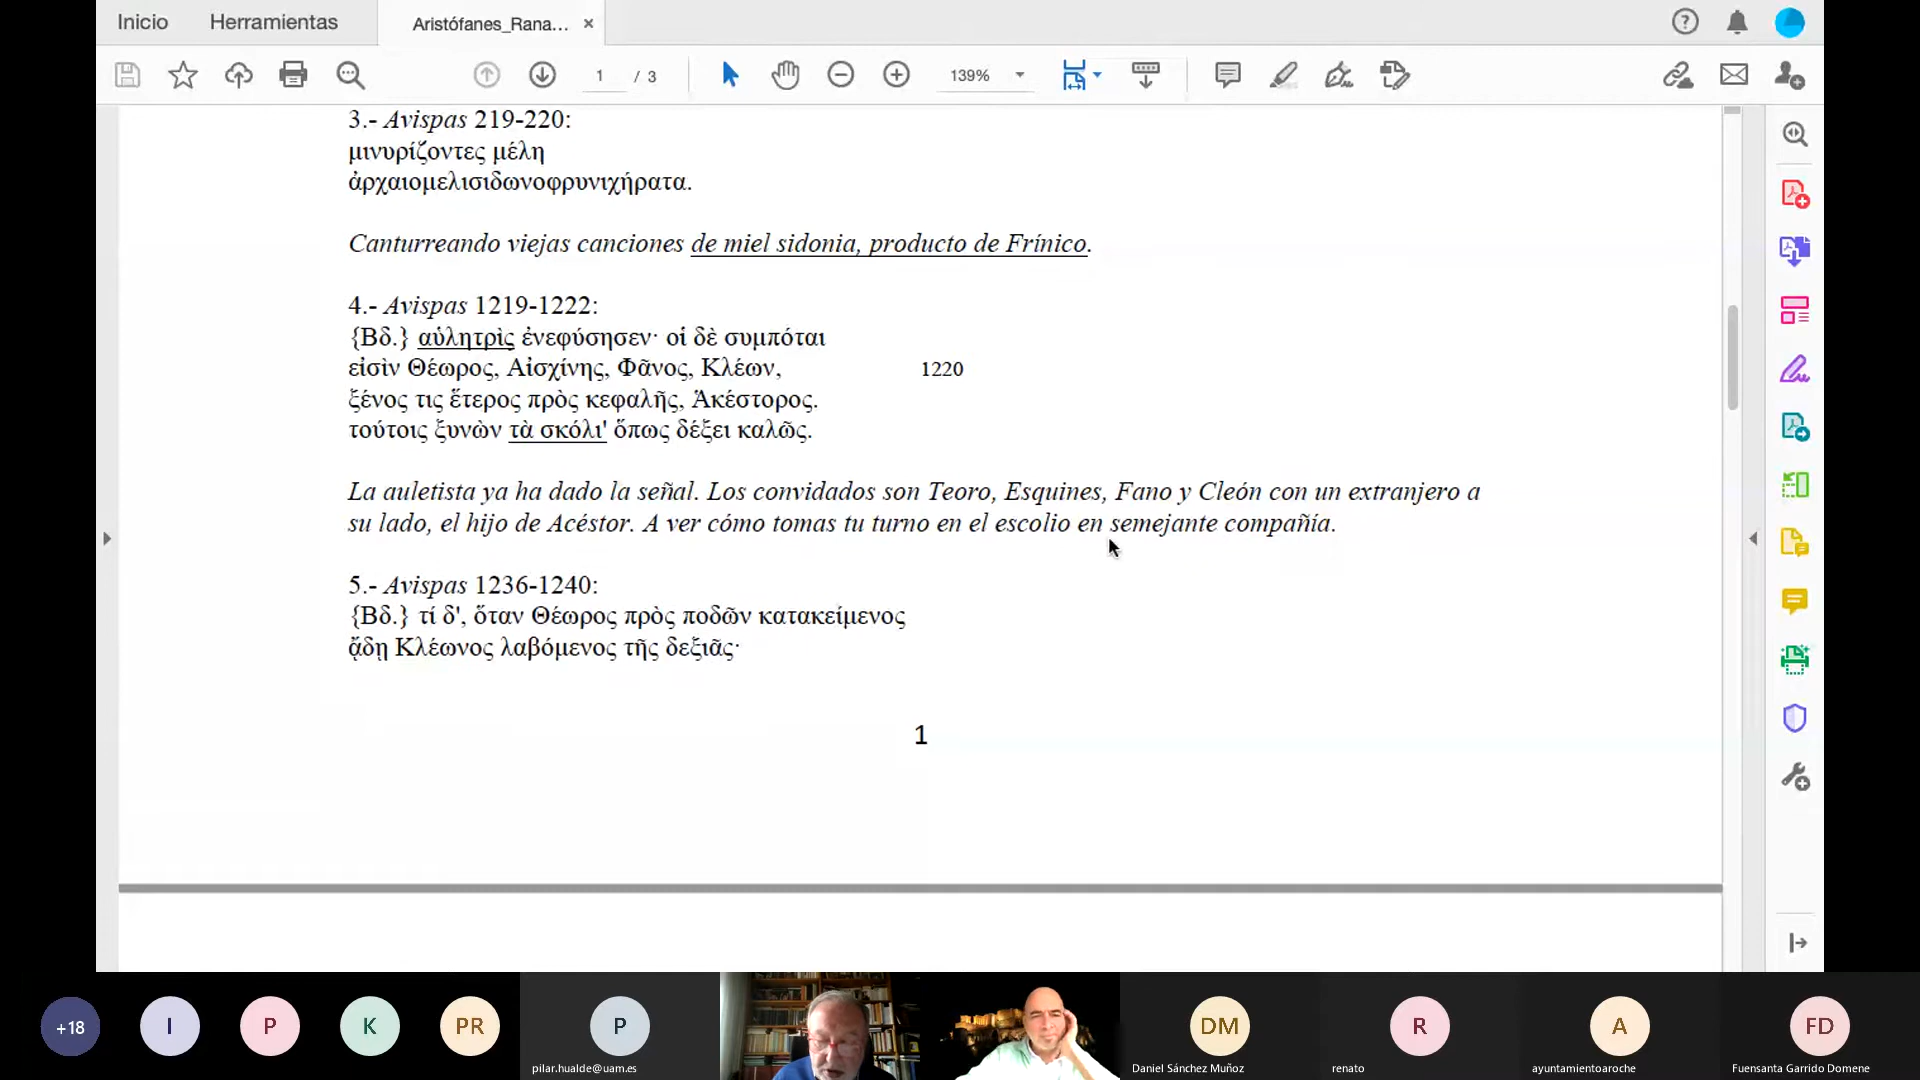 Inicio
Herramientas
Aristófanes_Rana...
1 / 3
139%
3.- Avispas 219-220:
μινυρίζοντες μέλη
ἀρχαιομελισιδωνοφρυνιχήρατα.
Canturreando viejas canciones de miel sidonia, producto de Frínico.
4.- Avispas 1219-1222:
{Βδ.} αὐλητρὶς ἐνεφύσησεν· οἱ δὲ συμπόται
εἰσὶν Θέωρος, Αἰσχίνης, Φᾶνος, Κλέων,
1220
ξένος τις ἕτερος πρὸς κεφαλῆς, Ἀκέστορος.
τούτοις ξυνὼν τὰ σκόλι' ὅπως δέξει καλῶς.
La auletista ya ha dado la señal. Los convidados son Teoro, Esquines, Fano y Cleón con un extranjero a
su lado, el hijo de Acéstor. A ver cómo tomas tu turno en el escolio en semejante compañía.
5.- Avispas 1236-1240:
{Βδ.} τί δ', ὅταν Θέωρος πρὸς ποδῶν κατακείμενος
ᾄδῃ Κλέωνος λαβόμενος τῆς δεξιᾶς·
1
+18
I
P
K
PR
P
DM
R
A
FD
pilar.hualde@uam.es
Daniel Sánchez Muñoz
renato
ayuntamientoaroche
Fuensanta Garrido Domene